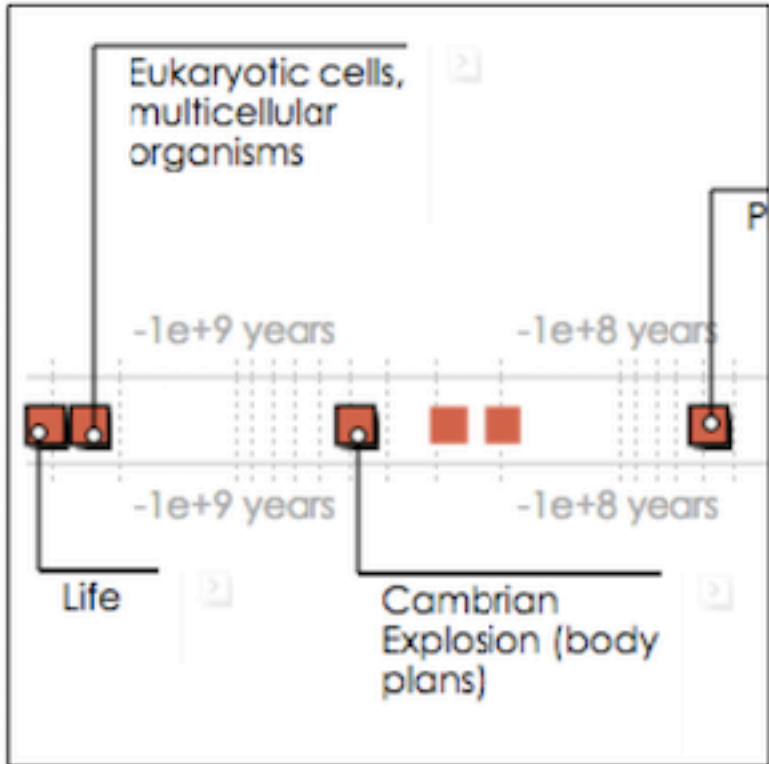 Eukaryotic cells,
multicellular
organisms
P
-1e+9 years
-1e+8 years
-1e+9 years
-1e+8 years
Life
Cambrian
Explosion (body
plans)